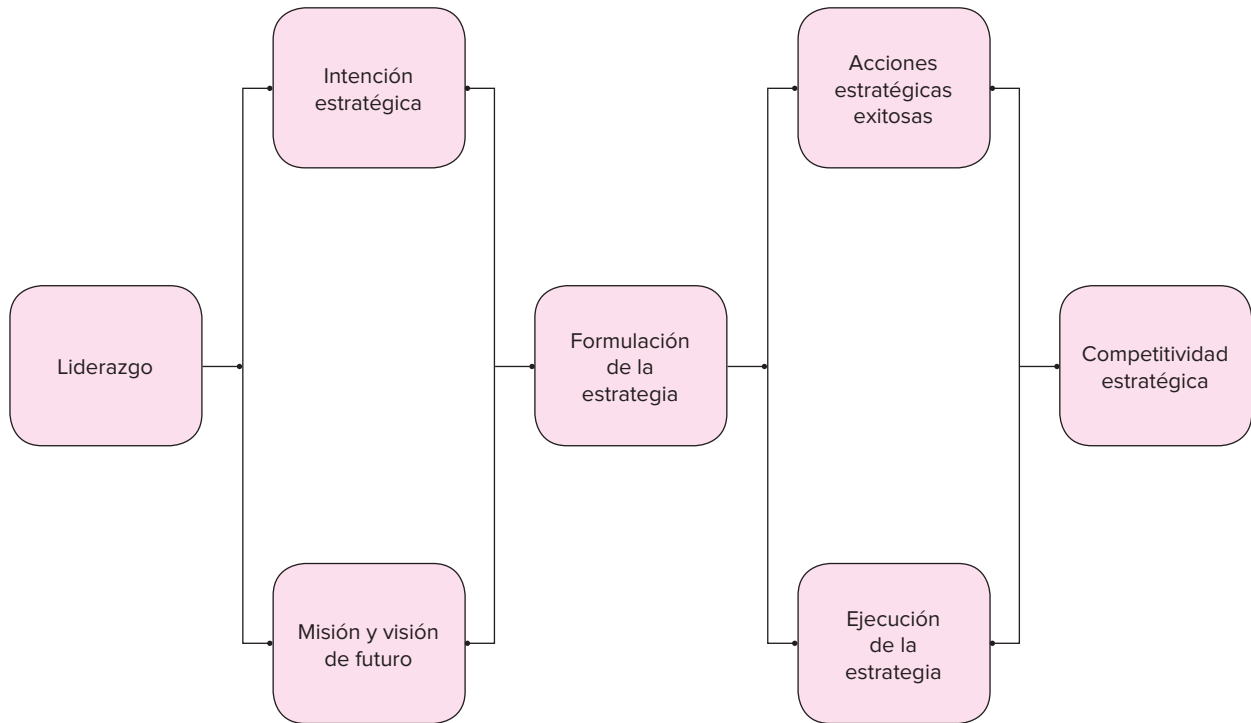 Intención
estratégica
Acciones
estratégicas
exitosas
Liderazgo
Formulación
de la
estrategia
Competitividad
estratégica
Misión y visión
de futuro
Ejecución
de la
estrategia